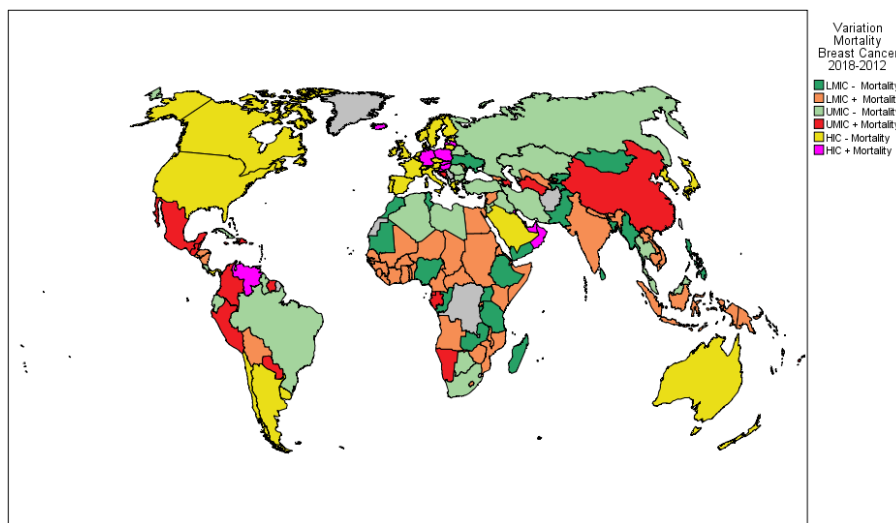 Variation
Mortality
Breast Cancer
2018-2012
LMIC - Mortality
LMIC + Mortality
UMIC - Mortality
UMIC + Mortality
HIC - Mortality
HIC + Mortality